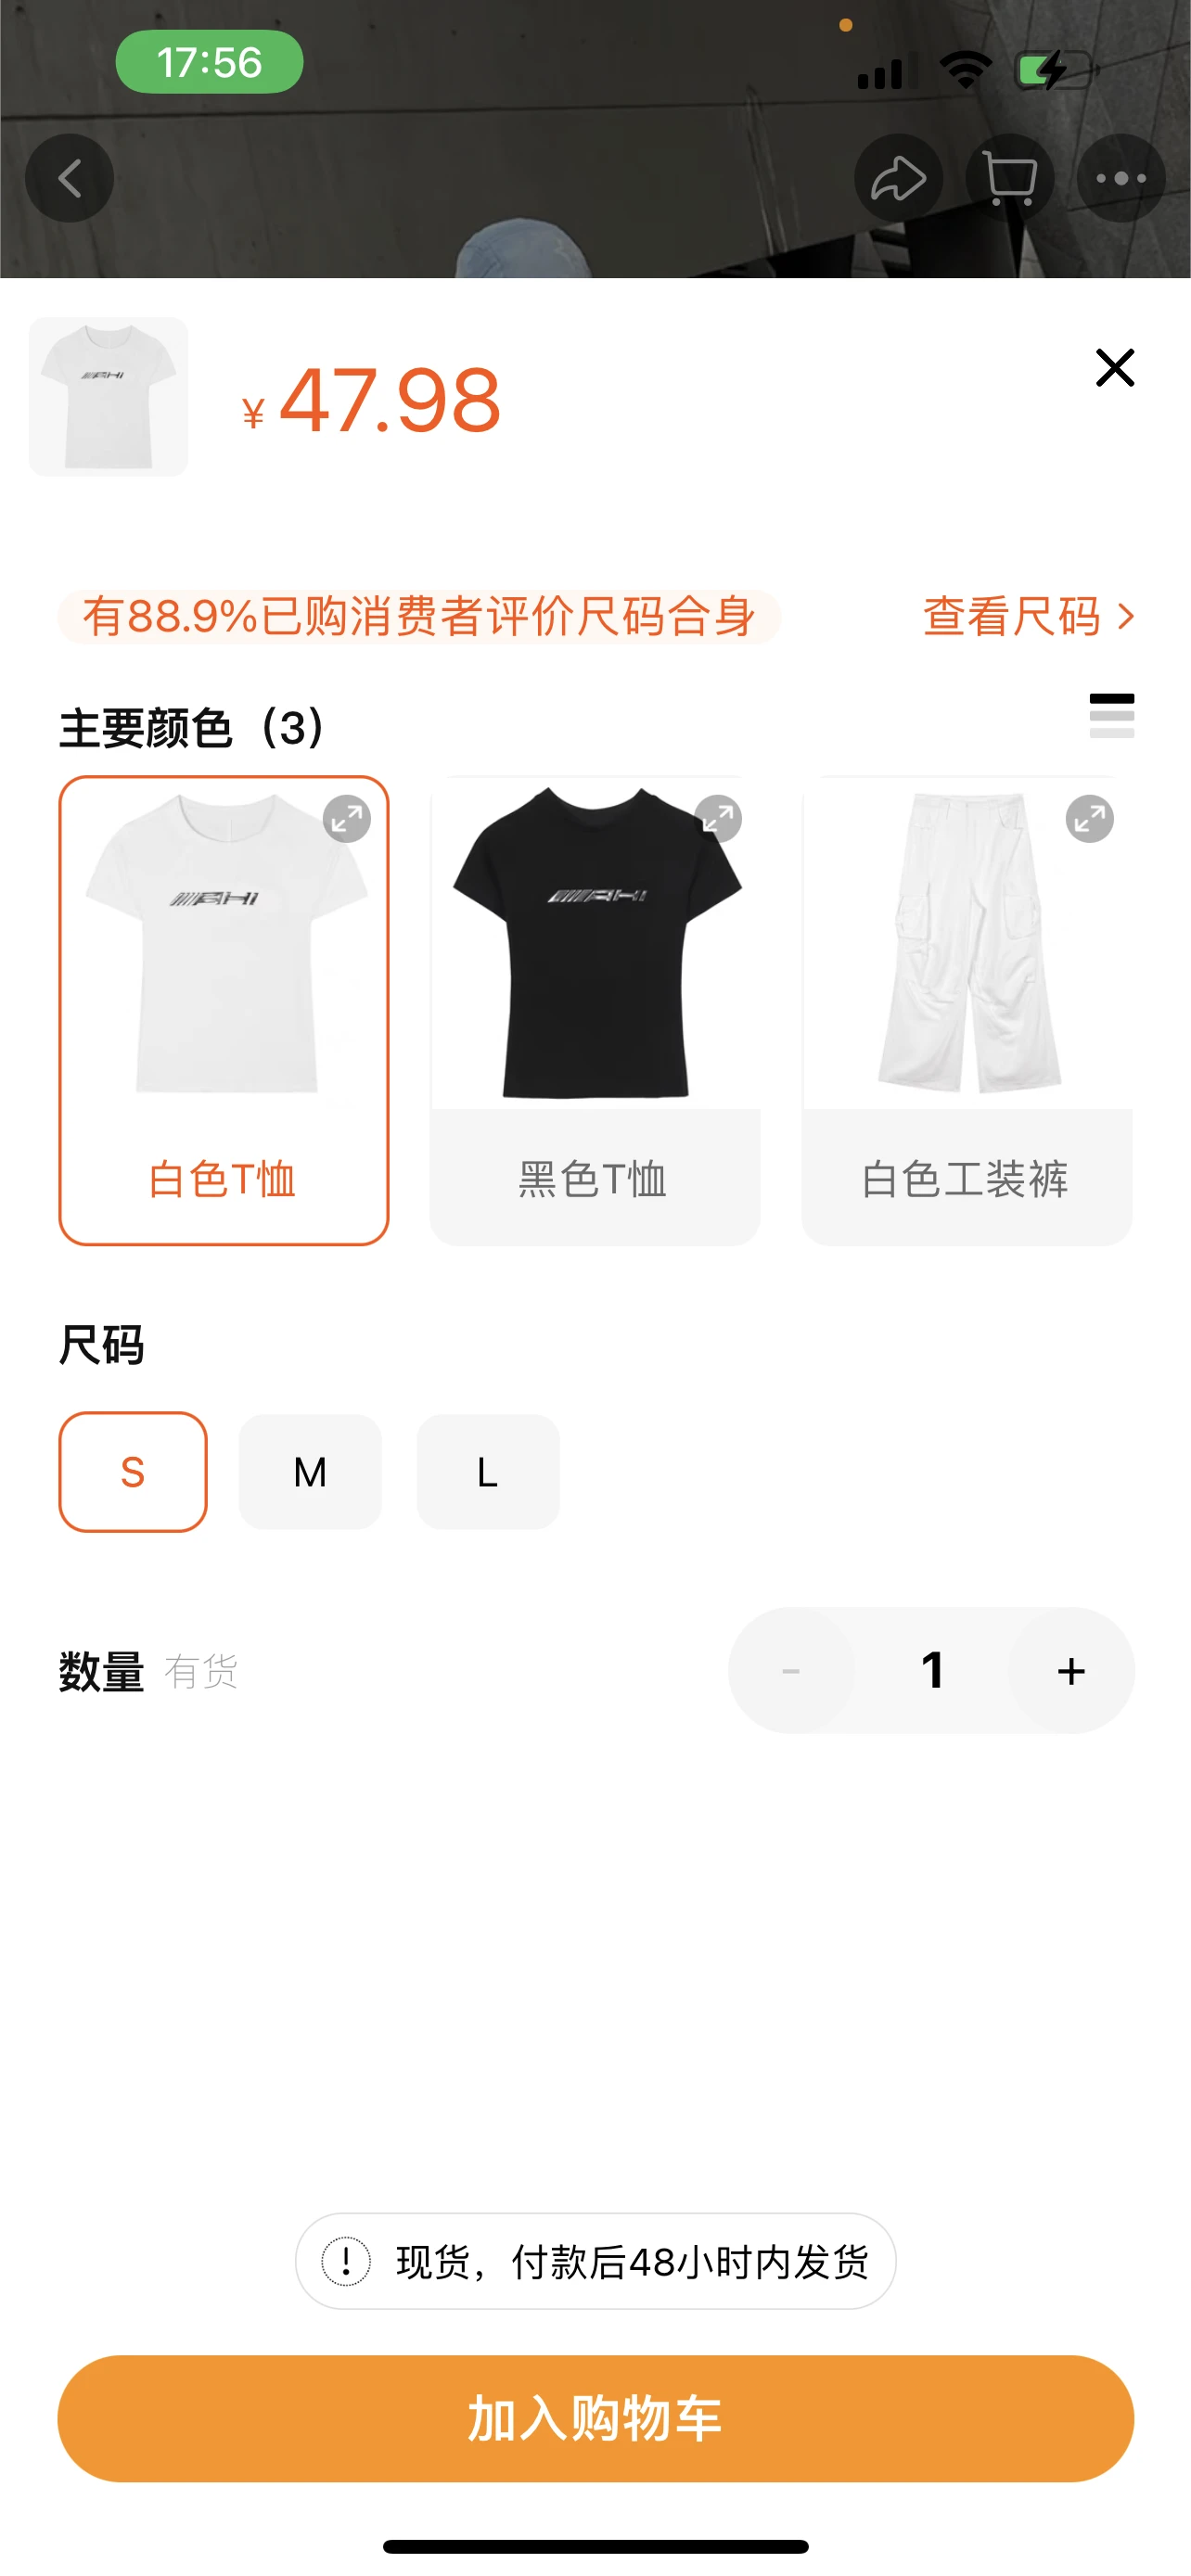 17:56
¥ 47.98
有88.9%已购消费者评价尺码合身
查看尺码 >
主要颜色（3）
白色T恤
黑色T恤
白色工装裤
尺码
S
M
L
数量 有货
- 1 +
现货，付款后48小时内发货
加入购物车